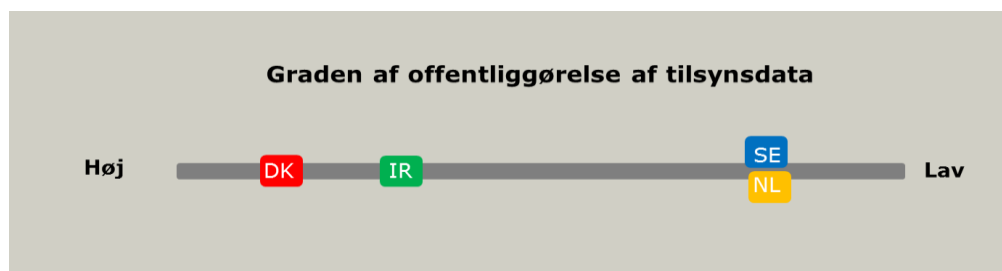 Graden af offentliggørelse af tilsynsdata
Høj DK IR SE Lav
NL